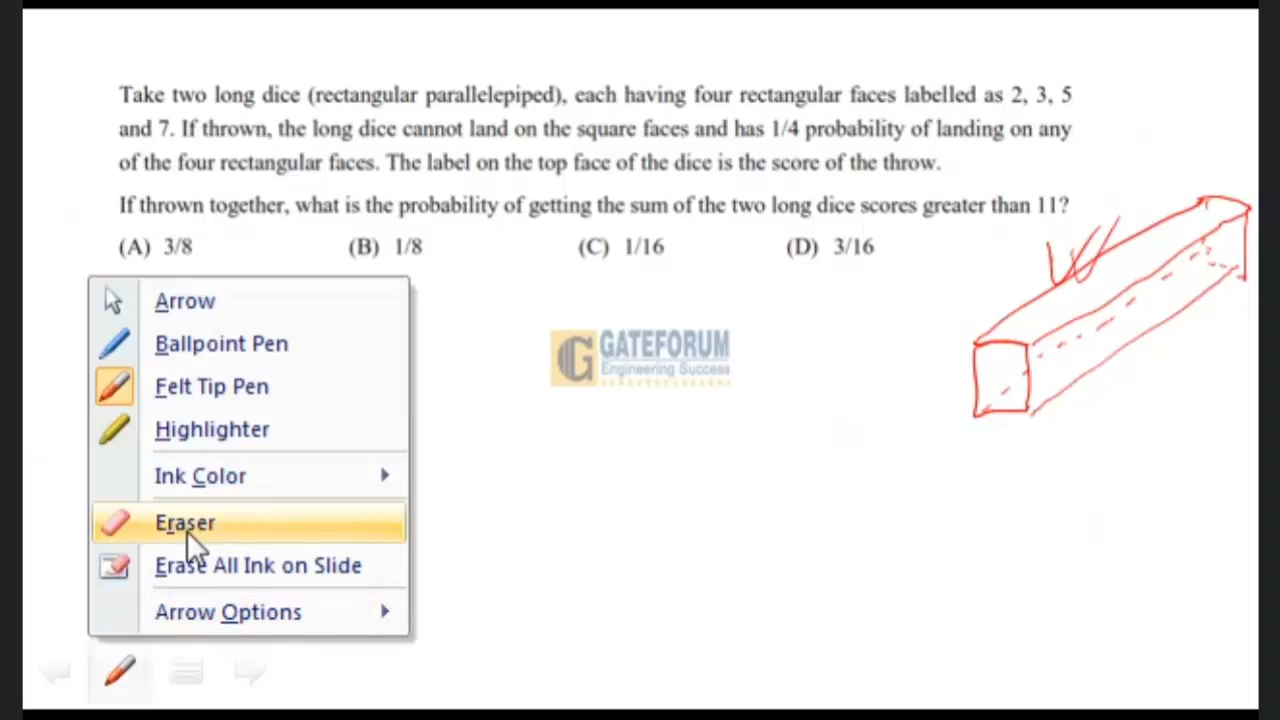 Take two long dice (rectangular parallelepiped), each having four rectangular faces labelled as 2, 3, 5
and 7. If thrown, the long dice cannot land on the square faces and has 1/4 probability of landing on any
of the four rectangular faces. The label on the top face of the dice is the score of the throw.
If thrown together, what is the probability of getting the sum of the two long dice scores greater than 11?
(A) 3/8 (B) 1/8 (C) 1/16 (D) 3/16
Arrow
Ballpoint Pen
Felt Tip Pen
Highlighter
Ink Color
Eraser
Erase All Ink on Slide
Arrow Options
G GATEFORUM
Engineering Success